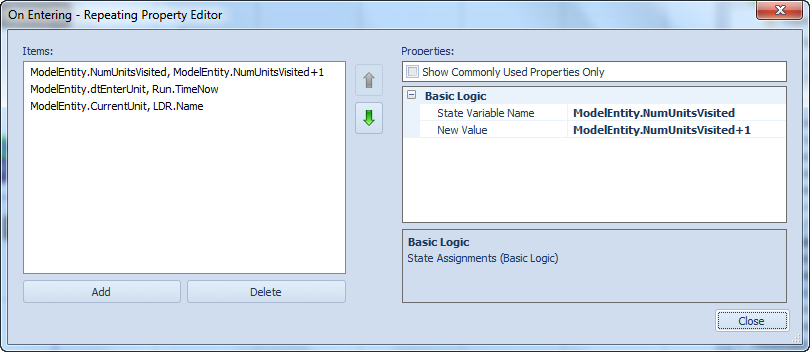 On Entering - Repeating Property Editor
Items:
ModelEntity.NumUnitsVisited, ModelEntity.NumUnitsVisited+1
ModelEntity.dtEnterUnit, Run.TimeNow
ModelEntity.CurrentUnit, LDR.Name
Add
Delete
Properties:
Show Commonly Used Properties Only
Basic Logic
State Variable Name ModelEntity.NumUnitsVisited
New Value ModelEntity.NumUnitsVisited+1
Basic Logic
State Assignments (Basic Logic)
Close